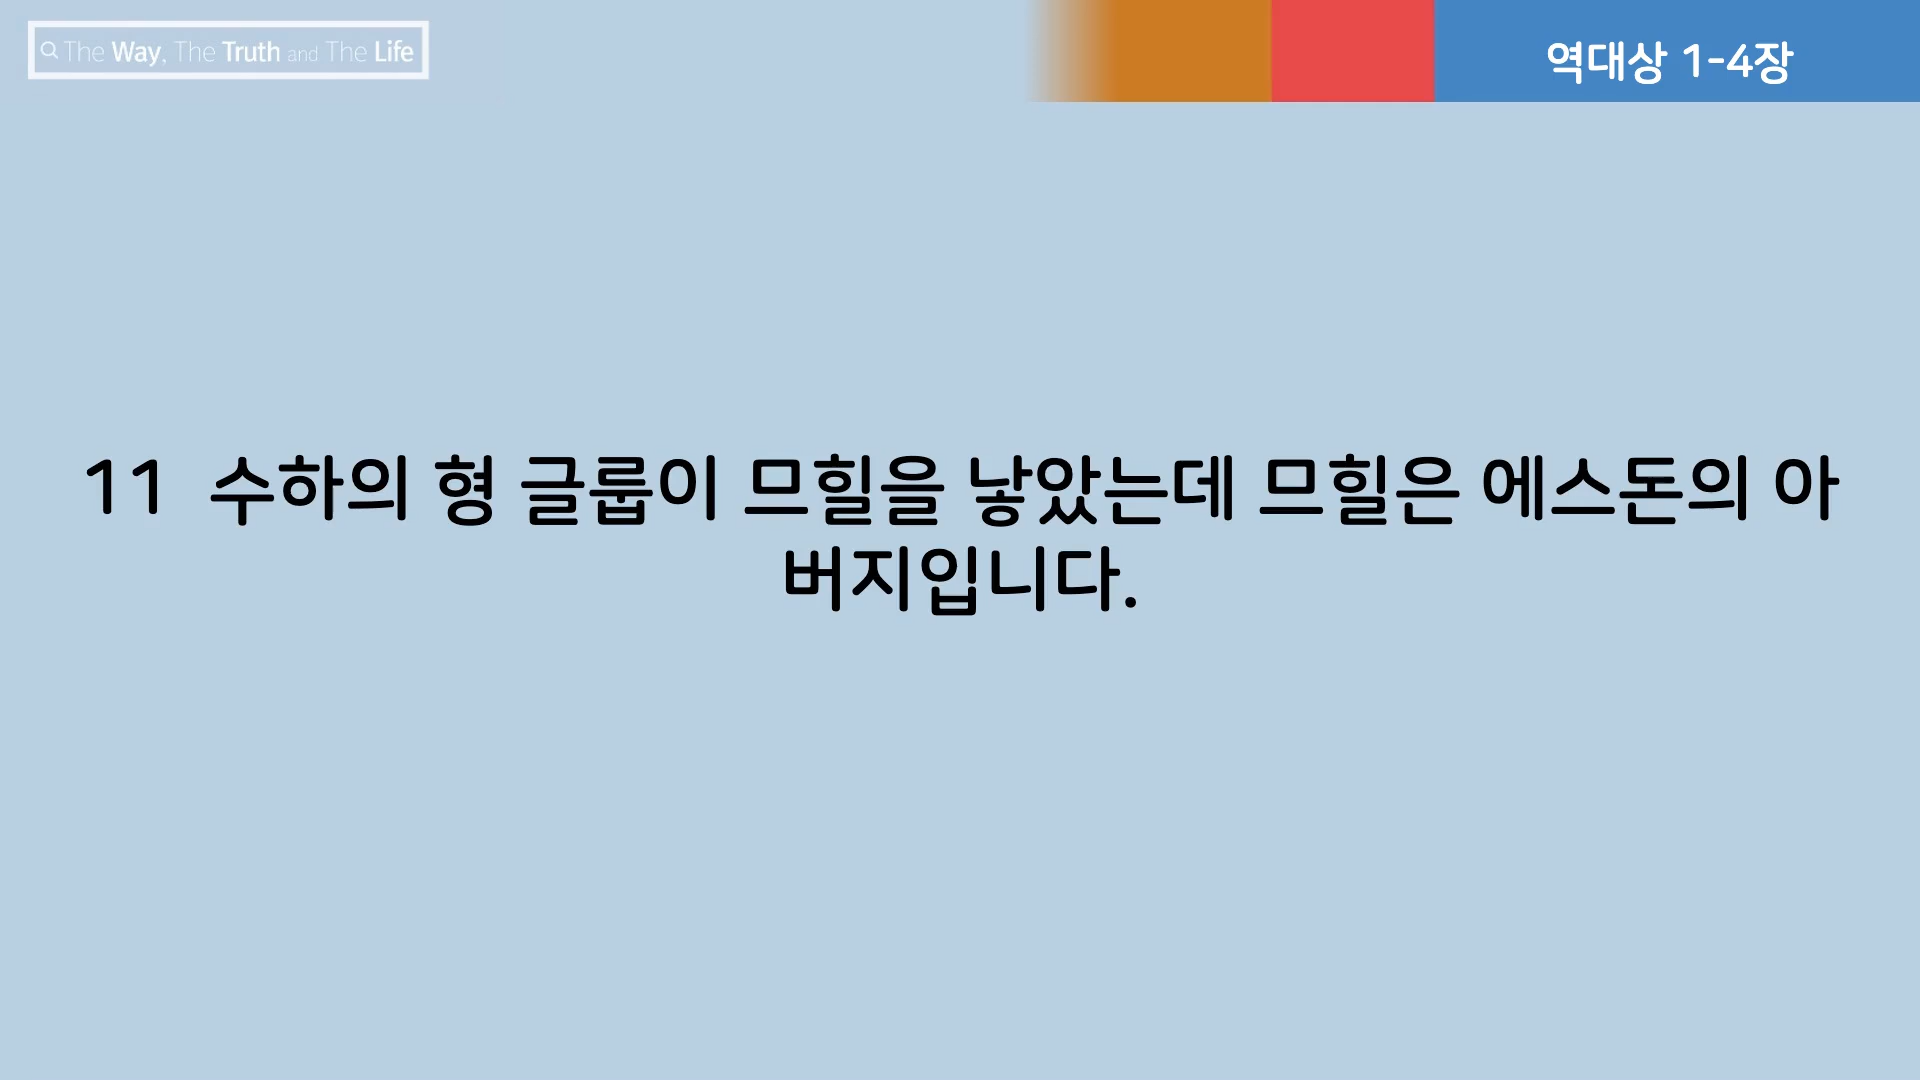 The Way, The Truth and The Life
역대상 1-4장
11 수하의 형 글룹이 므힐을 낳았는데 므힐은 에스돈의 아
버지입니다.